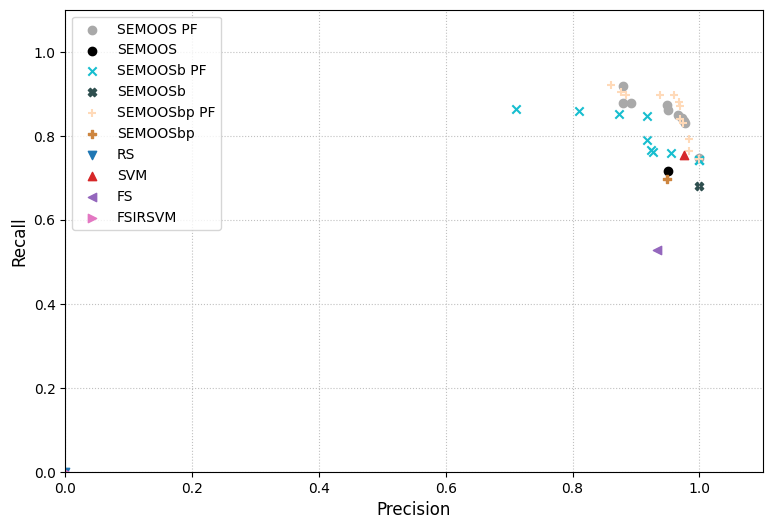 SEMOOS PF
SEMOOS
SEMOOSb PF
SEMOOSb
SEMOOSbp PF
SEMOOSbp
RS
SVM
FS
FSIRSVM
1.0
0.8
0.6
0.4
0.2
0.0
Recall
0.0 0.2 0.4 0.6 0.8 1.0
Precision